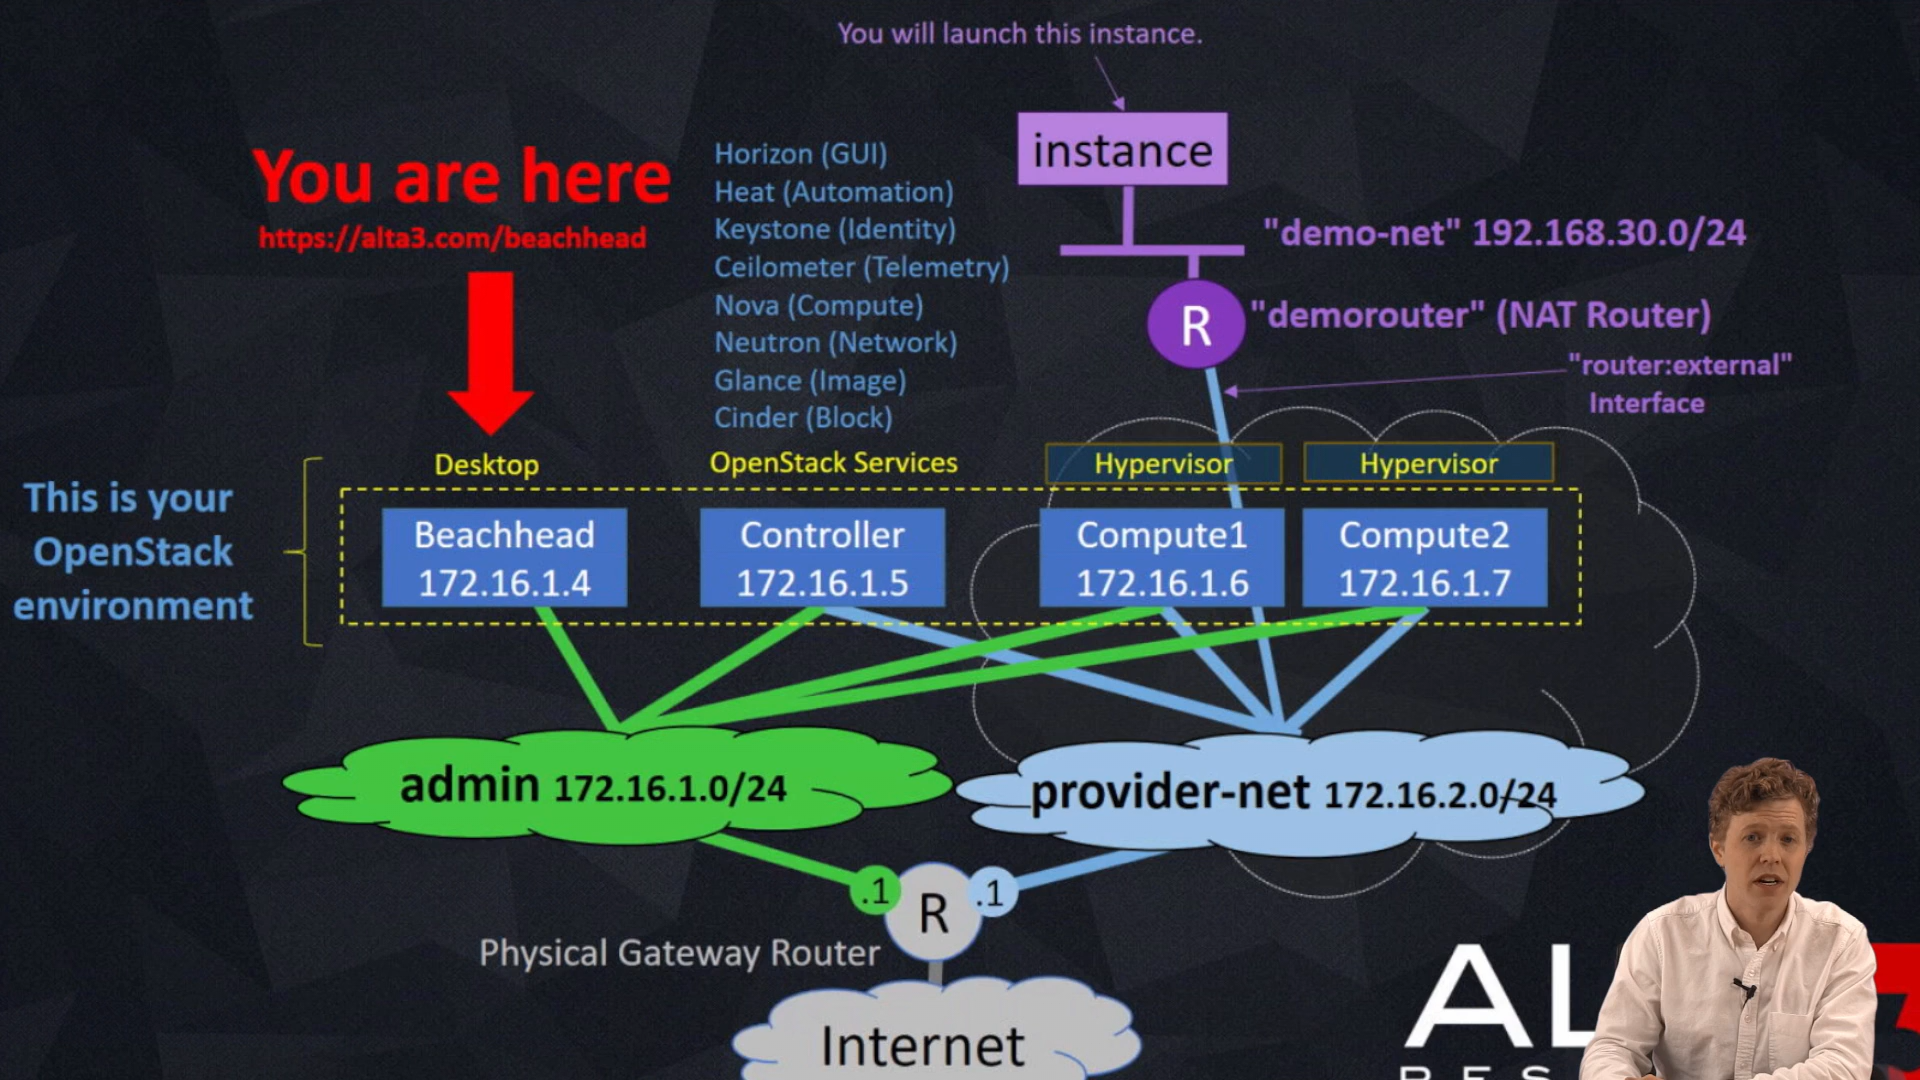 You will launch this instance.
instance
You are here
https://alta3.com/beachhead
Horizon (GUI)
Heat (Automation)
Keystone (Identity)
Ceilometer (Telemetry)
Nova (Compute)
Neutron (Network)
Glance (Image)
Cinder (Block)
"demo-net" 192.168.30.0/24
R
"demorouter" (NAT Router)
"router:external"
Interface
Desktop
OpenStack Services
Hypervisor
Hypervisor
This is your
OpenStack
environment
Beachhead
172.16.1.4
Controller
172.16.1.5
Compute1
172.16.1.6
Compute2
172.16.1.7
admin 172.16.1.0/24
provider-net 172.16.2.0/24
.1
R
.1
Physical Gateway Router
Internet